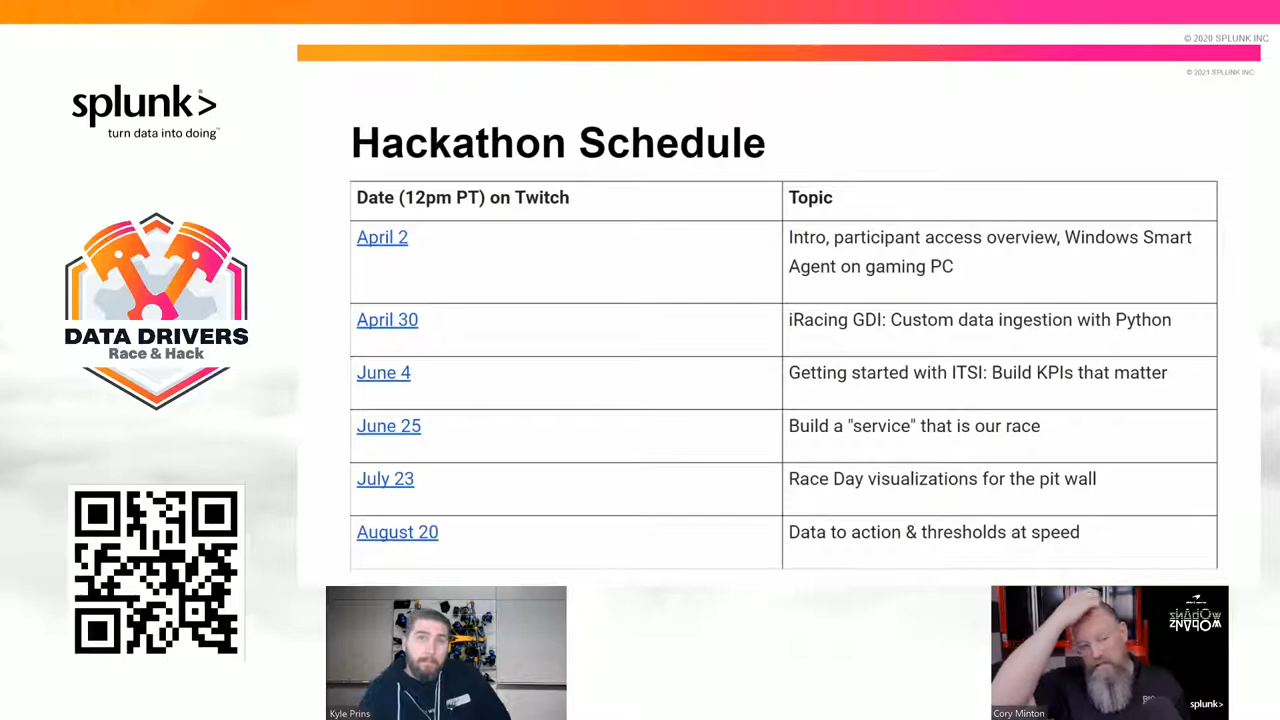 © 2020 SPLUNK INC
© 2021 SPLUNK INC
splunk>
turn data into doing™
DATA DRIVERS
Race & Hack
Hackathon Schedule
Date (12pm PT) on Twitch
Topic
April 2
Intro, participant access overview, Windows Smart
Agent on gaming PC
April 30
iRacing GDI: Custom data ingestion with Python
June 4
Getting started with ITSI: Build KPIs that matter
June 25
Build a "service" that is our race
July 23
Race Day visualizations for the pit wall
August 20
Data to action & thresholds at speed
Kyle Prins
Cory Minton
splunk>